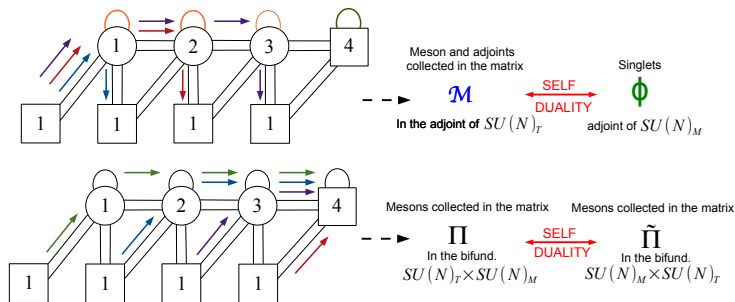 1 2 3 4
1 1 1 1
Meson and adjoints
collected in the matrix
ℳ
In the adjoint of SU(N)_T
SELF
DUALITY
Singlets
ϕ
adjoint of SU(N)_M
1 2 3 4
1 1 1 1
Mesons collected in the matrix
Π
In the bifund.
SU(N)_T×SU(N)_M
SELF
DUALITY
Mesons collected in the matrix
Π̃
In the bifund.
SU(N)_M×SU(N)_T